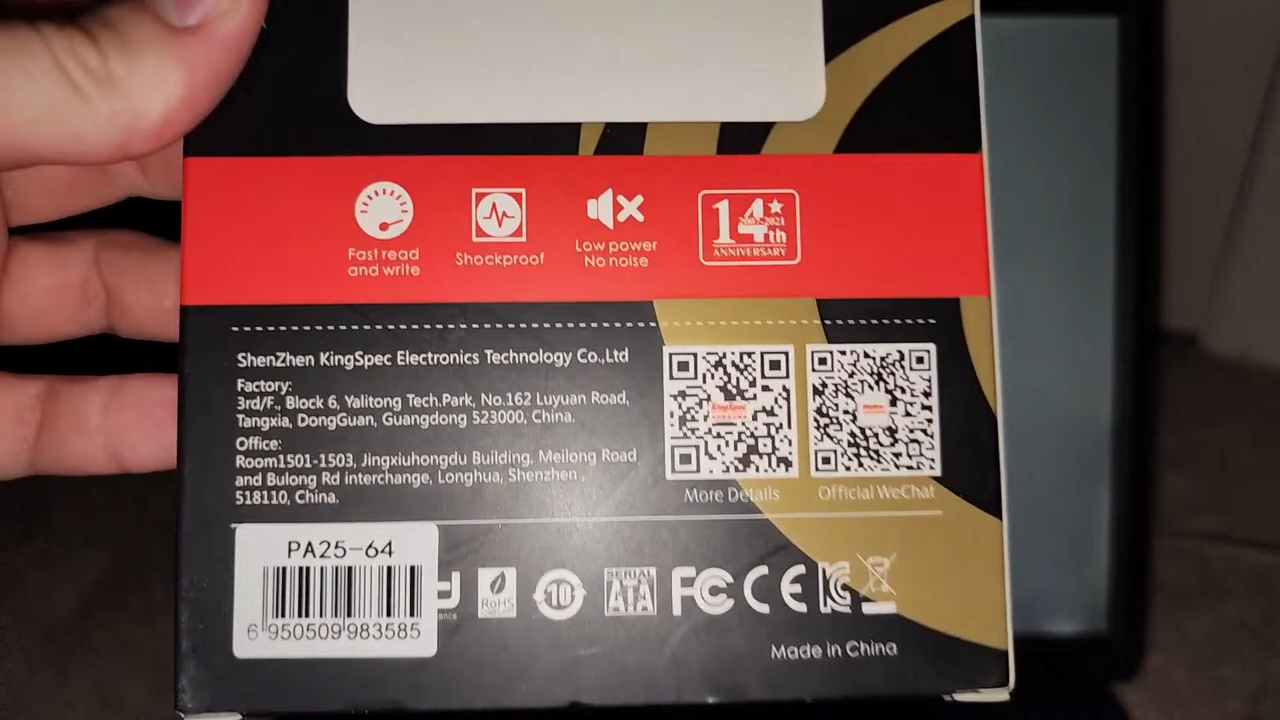 Fast read
and write
Shockproof
Low power
No noise
14th
2007-2021
ANNIVERSARY
ShenZhen KingSpec Electronics Technology Co.,Ltd
Factory:
3rd/F., Block 6, Yalitong Tech.Park, No.162 Luyuan Road,
Tangxia, DongGuan, Guangdong 523000, China.
Office:
Room1501-1503, Jingxiuhongdu Building, Meilong Road
and Bulong Rd interchange, Longhua, Shenzhen ,
518110, China.
KingSpec
More Details
Official WeChat
PA25-64
6 950509 983585
RoHS
10
SERIAL
ATA
FC CE
Made in China